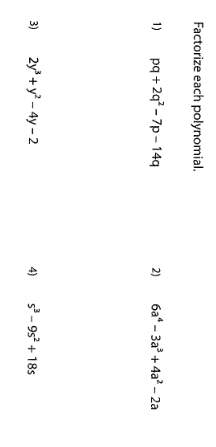 Factorize each polynomial.
1) pq + 2q² – 7p – 14q
2) 6a⁴ – 3a³ + 4a² – 2a
3) 2y³ + y² – 4y – 2
4) s³ – 9s² + 18s